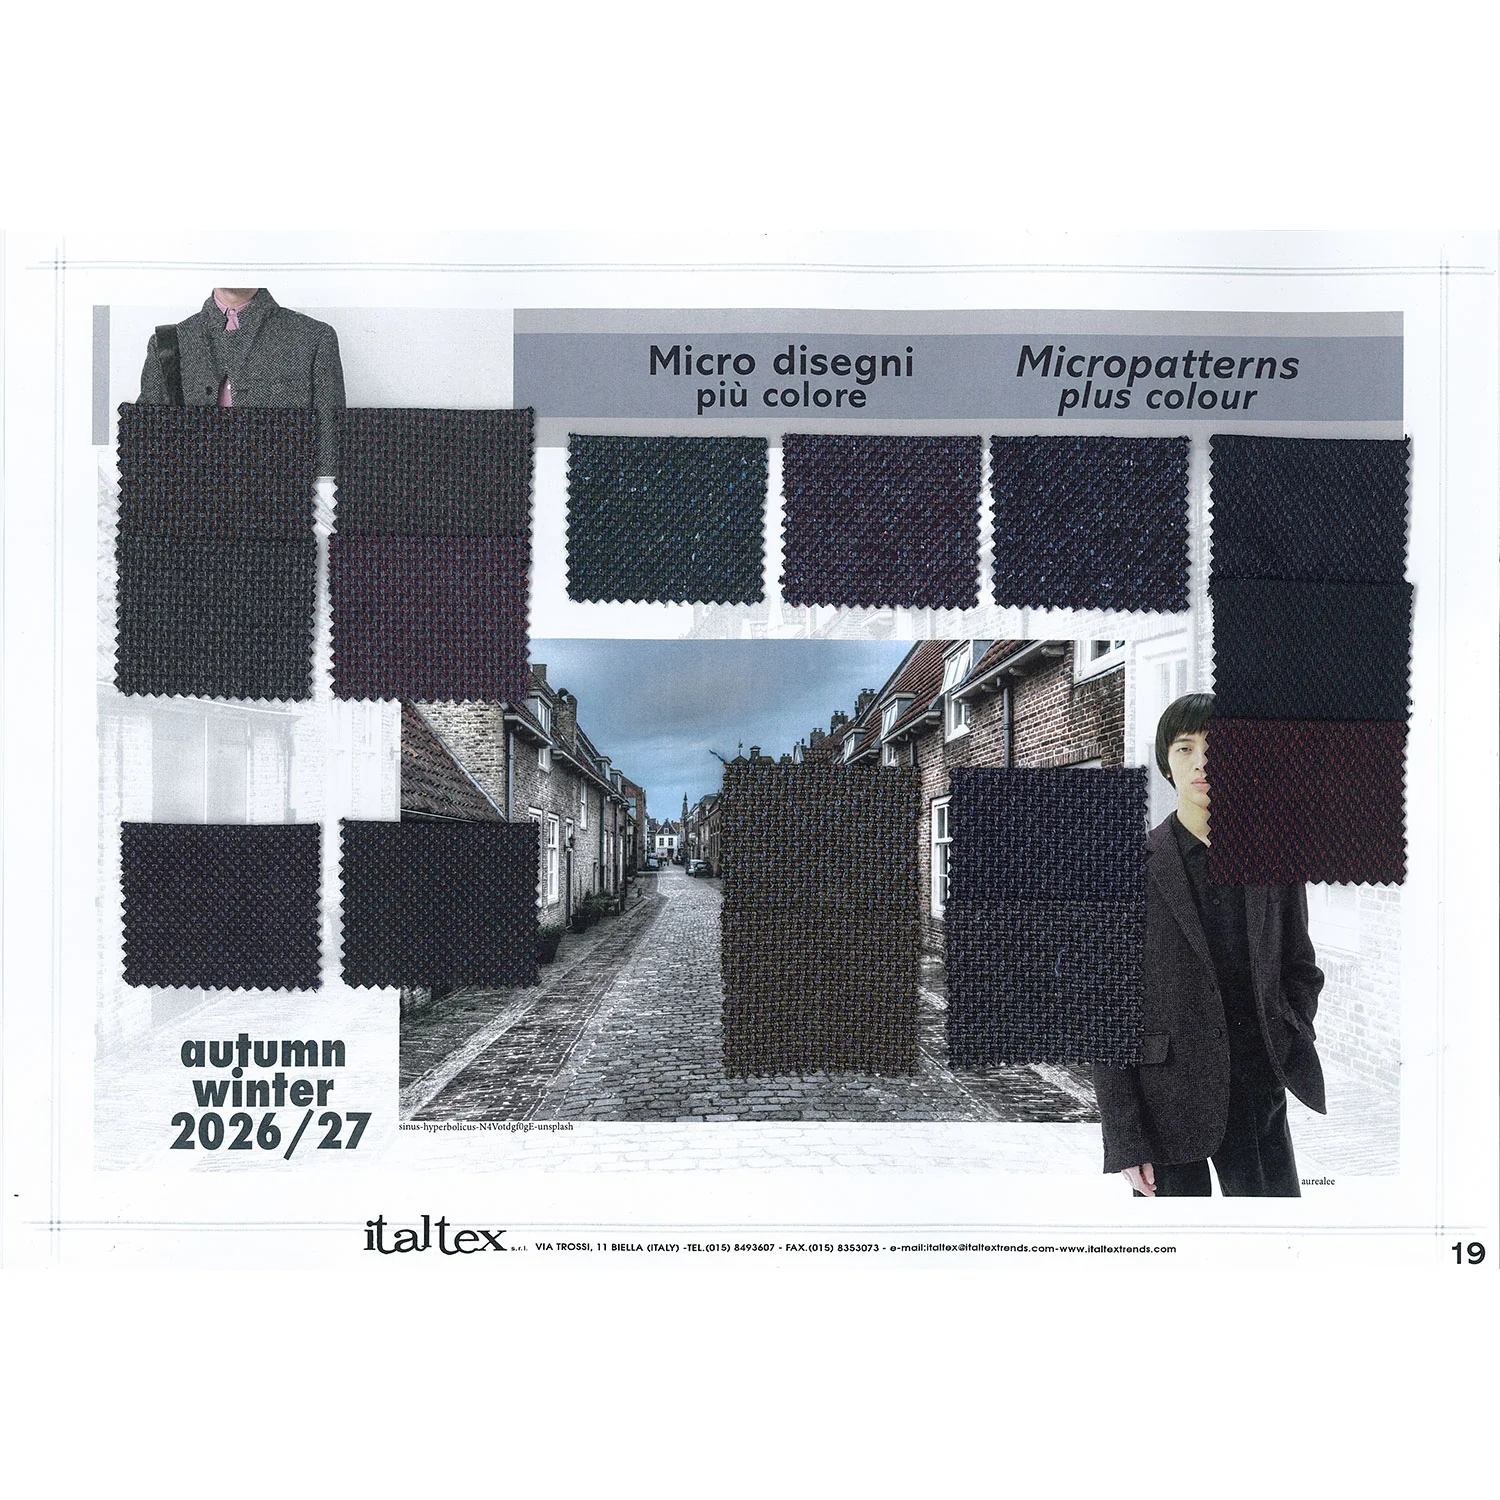 Micro disegni
più colore
Micropatterns
plus colour
autumn
winter
2026/27
sinus-hyperbolicus-N4Votdgf0gE-unsplash
aurealee
italtex s.r.l. VIA TROSSI, 11 BIELLA (ITALY) -TEL.(015) 8493607 - FAX.(015) 8353073 - e-mail:italtex@italtextrends.com-www.italtextrends.com
19